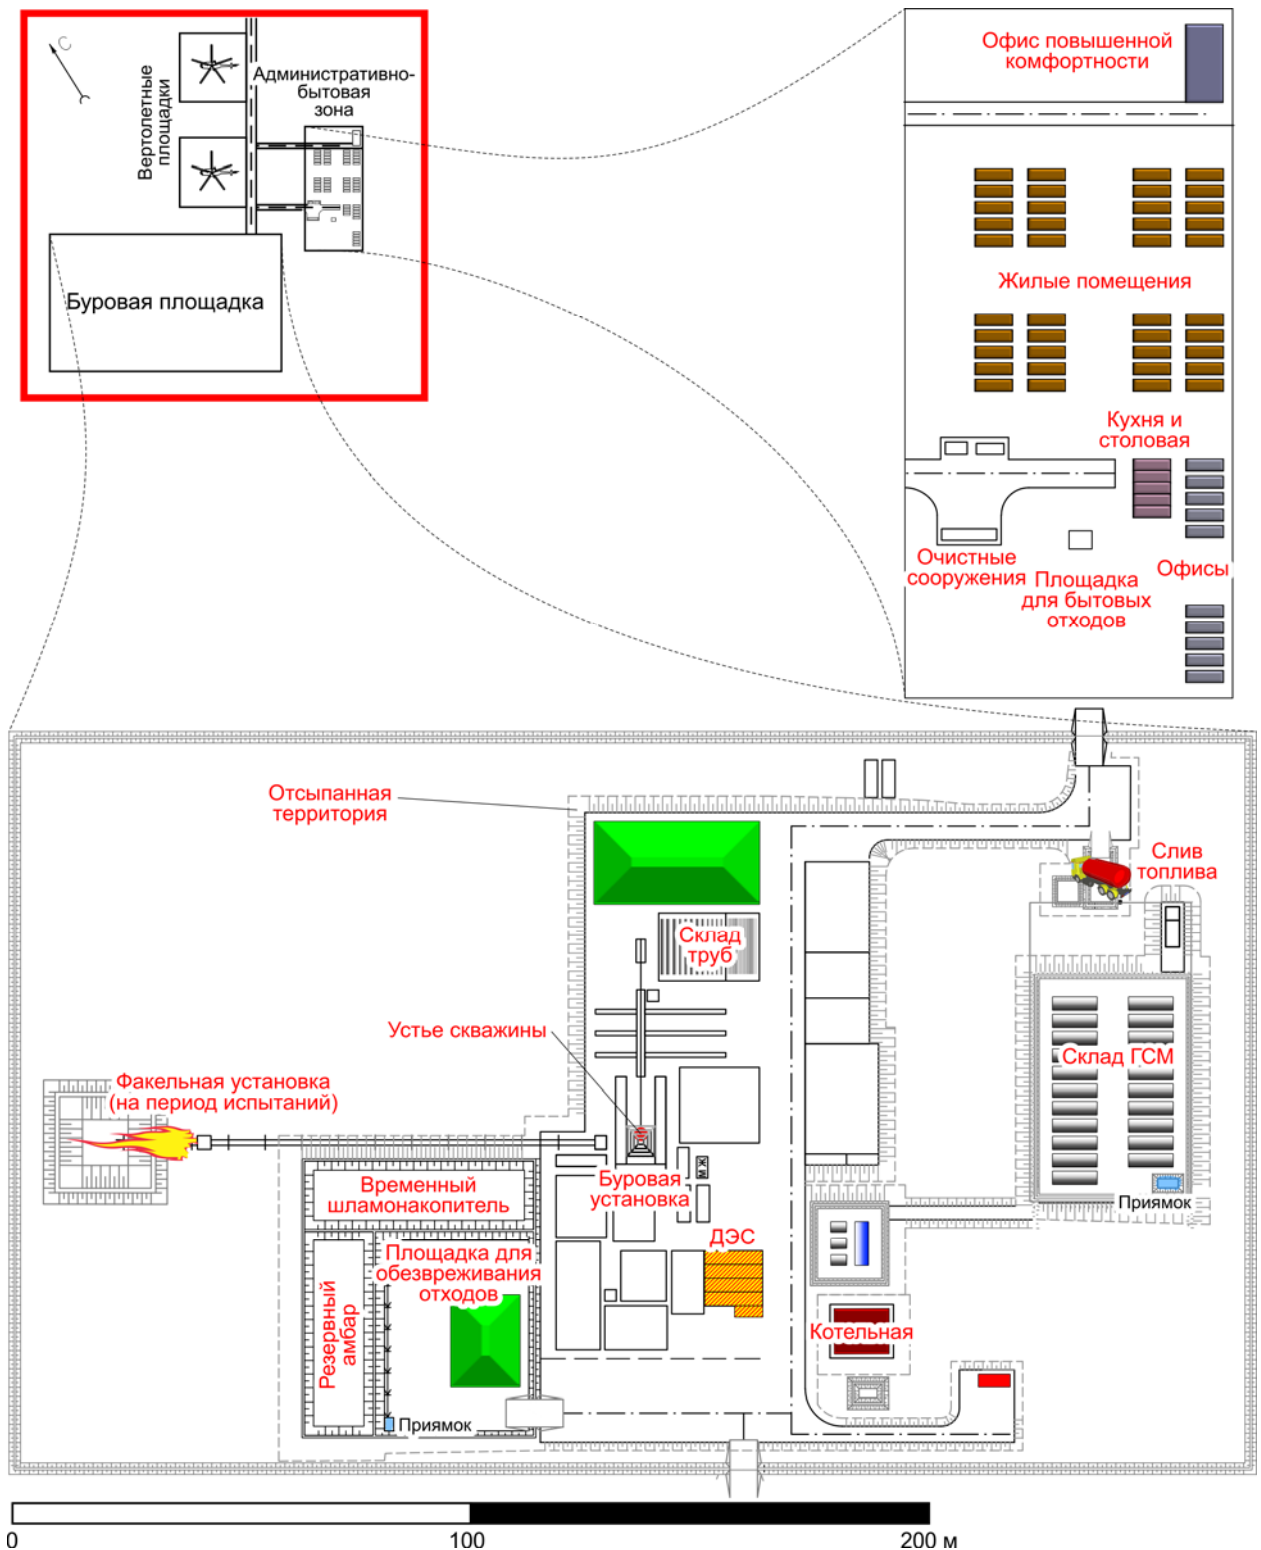 С
Вертолетные
площадки
Административно-
бытовая
зона
Буровая площадка
Офис повышенной
комфортности
Жилые помещения
Кухня и
столовая
Очистные
сооружения
Площадка
для бытовых
отходов
Офисы
Отсыпанная
территория
Слив
топлива
Склад
труб
Устье скважины
Склад ГСМ
Факельная установка
(на период испытаний)
Временный
шламонакопитель
Буровая
установка
М Ж
Приямок
ДЭС
Площадка для
обезвреживания
отходов
Резервный
амбар
Котельная
Приямок
0
100
200 м